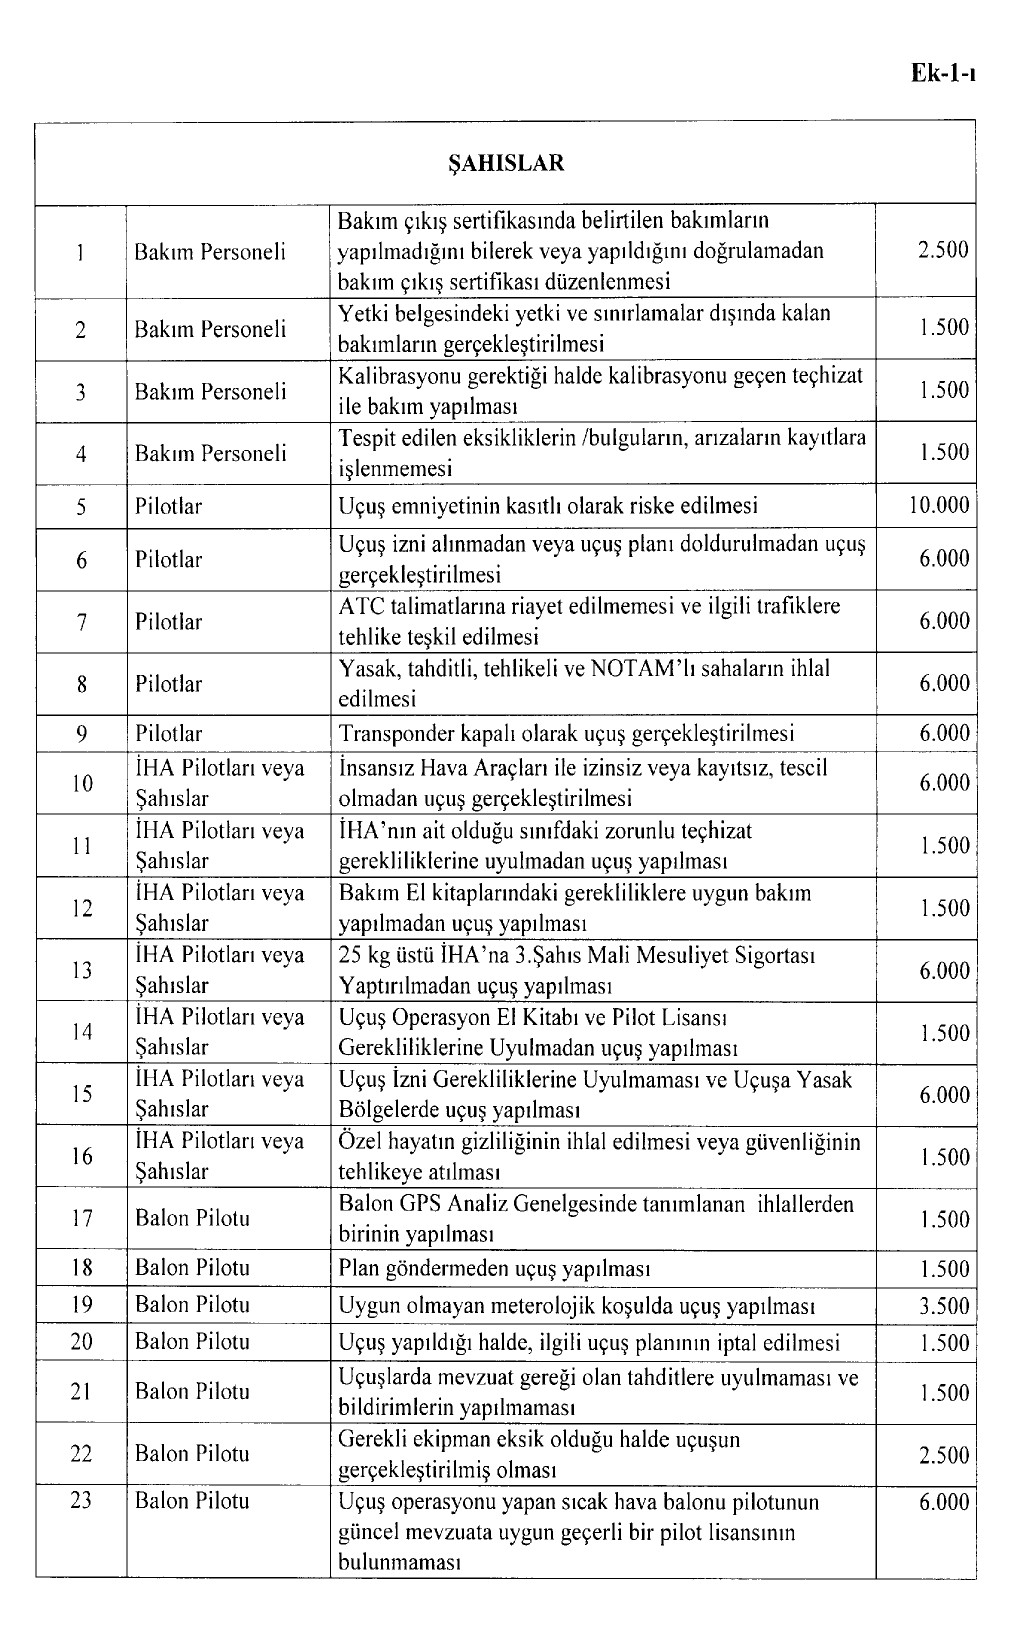 Ek-1-ı
ŞAHISLAR
1 Bakım Personeli Bakım çıkış sertifikasında belirtilen bakımların
yapılmadığını bilerek veya yapıldığını doğrulamadan
bakım çıkış sertifikası düzenlenmesi 2.500
2 Bakım Personeli Yetki belgesindeki yetki ve sınırlamalar dışında kalan
bakımların gerçekleştirilmesi 1.500
3 Bakım Personeli Kalibrasyonu gerektiği halde kalibrasyonu geçen teçhizat
ile bakım yapılması 1.500
4 Bakım Personeli Tespit edilen eksikliklerin /bulguların, arızaların kayıtlara
işlenmemesi 1.500
5 Pilotlar Uçuş emniyetinin kasıtlı olarak riske edilmesi 10.000
6 Pilotlar Uçuş izni alınmadan veya uçuş planı doldurulmadan uçuş
gerçekleştirilmesi 6.000
7 Pilotlar ATC talimatlarına riayet edilmemesi ve ilgili trafiklere
tehlike teşkil edilmesi 6.000
8 Pilotlar Yasak, tahditli, tehlikeli ve NOTAM’lı sahaların ihlal
edilmesi 6.000
9 Pilotlar Transponder kapalı olarak uçuş gerçekleştirilmesi 6.000
10 İHA Pilotları veya İnsansız Hava Araçları ile izinsiz veya kayıtsız, tescil
Şahıslar olmadan uçuş gerçekleştirilmesi 6.000
11 İHA Pilotları veya İHA’nın ait olduğu sınıfdaki zorunlu teçhizat
Şahıslar gerekliliklerine uyulmadan uçuş yapılması 1.500
12 İHA Pilotları veya Bakım El kitaplarındaki gerekliliklere uygun bakım
Şahıslar yapılmadan uçuş yapılması 1.500
13 İHA Pilotları veya 25 kg üstü İHA’na 3.Şahıs Mali Mesuliyet Sigortası
Şahıslar Yaptırılmadan uçuş yapılması 6.000
14 İHA Pilotları veya Uçuş Operasyon El Kitabı ve Pilot Lisansı
Şahıslar Gerekliliklerine Uyulmadan uçuş yapılması 1.500
15 İHA Pilotları veya Uçuş İzni Gerekliliklerine Uyulmaması ve Uçuşa Yasak
Şahıslar Bölgelerde uçuş yapılması 6.000
16 İHA Pilotları veya Özel hayatın gizliliğinin ihlal edilmesi veya güvenliğinin
Şahıslar tehlikeye atılması 1.500
17 Balon Pilotu Balon GPS Analiz Genelgesinde tanımlanan ihlallerden
birinin yapılması 1.500
18 Balon Pilotu Plan göndermeden uçuş yapılması 1.500
19 Balon Pilotu Uygun olmayan meterolojik koşulda uçuş yapılması 3.500
20 Balon Pilotu Uçuş yapıldığı halde, ilgili uçuş planının iptal edilmesi 1.500
21 Balon Pilotu Uçuşlarda mevzuat gereği olan tahditlere uyulmaması ve
bildirimlerin yapılmaması 1.500
22 Balon Pilotu Gerekli ekipman eksik olduğu halde uçuşun
gerçekleştirilmiş olması 2.500
23 Balon Pilotu Uçuş operasyonu yapan sıcak hava balonu pilotunun 6.000
güncel mevzuata uygun geçerli bir pilot lisansının
bulunmaması